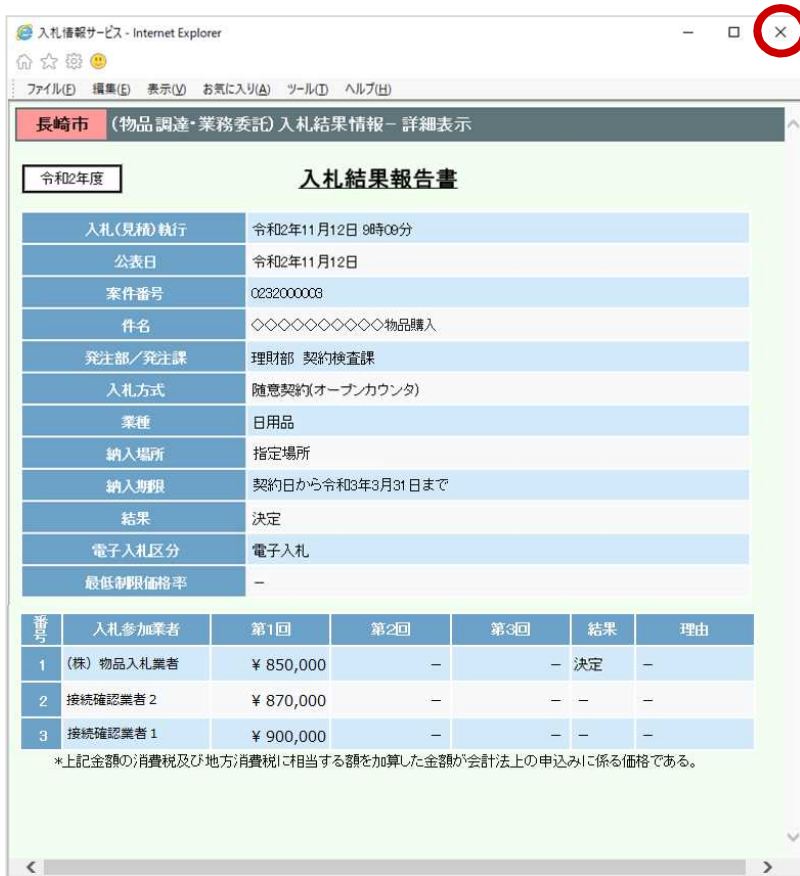 入札情報サービス - Internet Explorer
ファイル(F) 編集(E) 表示(V) お気に入り(A) ツール(T) ヘルプ(H)
長崎市 (物品調達・業務委託)入札結果情報－詳細表示
令和2年度 入札結果報告書
入札(見積)執行 令和2年11月12日 9時09分
公表日 令和2年11月12日
案件番号 0232000003
件名 ◇◇◇◇◇◇◇◇◇◇物品購入
発注部／発注課 理財部 契約検査課
入札方式 随意契約(オープンカウンタ)
業種 日用品
納入場所 指定場所
納入期限 契約日から令和3年3月31日まで
結果 決定
電子入札区分 電子入札
最低制限価格率 －
番号 入札参加業者 第1回 第2回 第3回 結果 理由
1 (株) 物品入札業者 ¥ 850,000 － － 決定 －
2 接続確認業者2 ¥ 870,000 － － － －
3 接続確認業者1 ¥ 900,000 － － － －
*上記金額の消費税及び地方消費税に相当する額を加算した金額が会計法上の申込みに係る価格である。